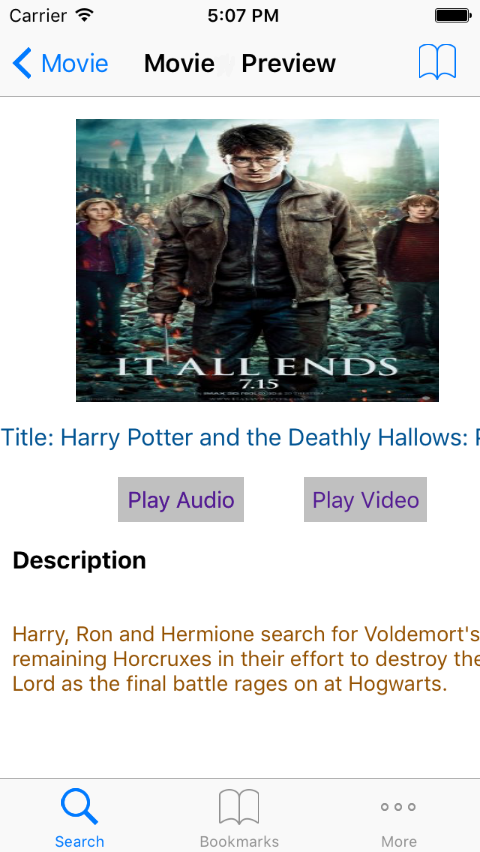 Carrier 5:07 PM
Movie Movie Preview
IT ALL ENDS
7.15
Title: Harry Potter and the Deathly Hallows: P
Play Audio Play Video
Description
Harry, Ron and Hermione search for Voldemort's
remaining Horcruxes in their effort to destroy the
Lord as the final battle rages on at Hogwarts.
Search Bookmarks More